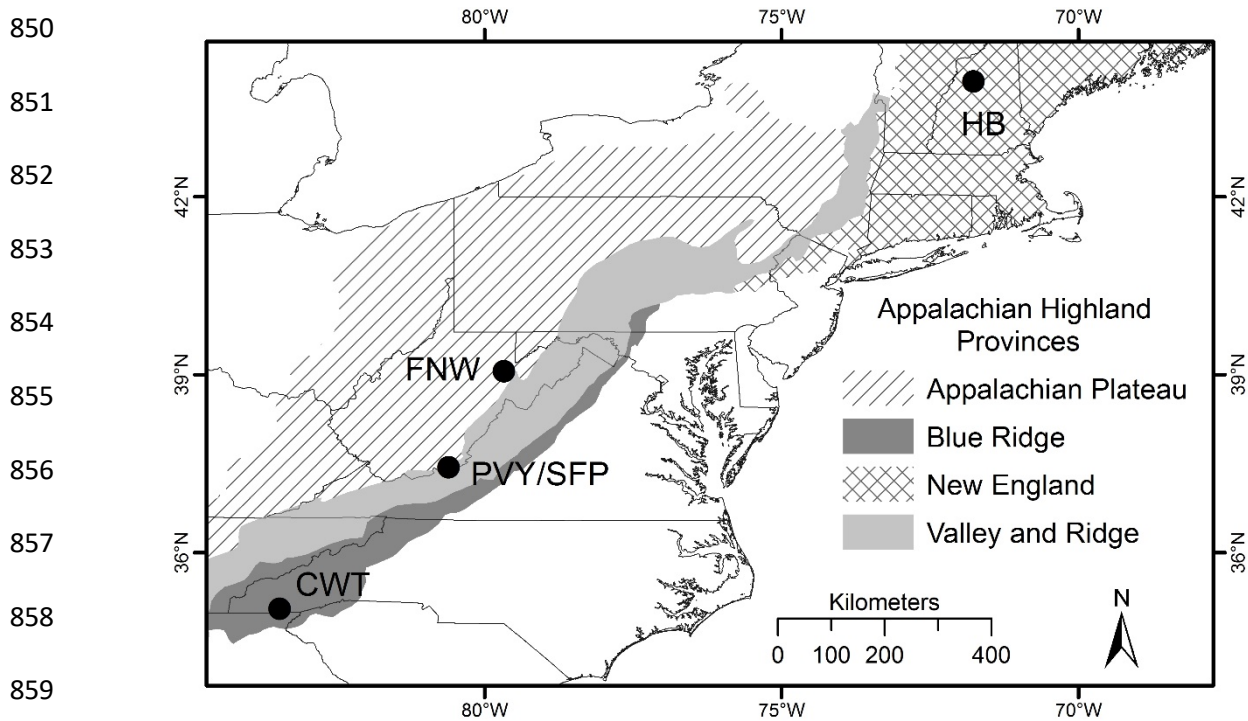 850
80°W 75°W 70°W
851
HB
852
42°N 42°N
853
Appalachian Highland
Provinces
854
FNW
39°N 39°N
855
Appalachian Plateau
Blue Ridge
856
PVY/SFP
New England
Valley and Ridge
857
36°N 36°N
CWT
Kilometers
N
858
0 100 200 400
859
80°W 75°W 70°W